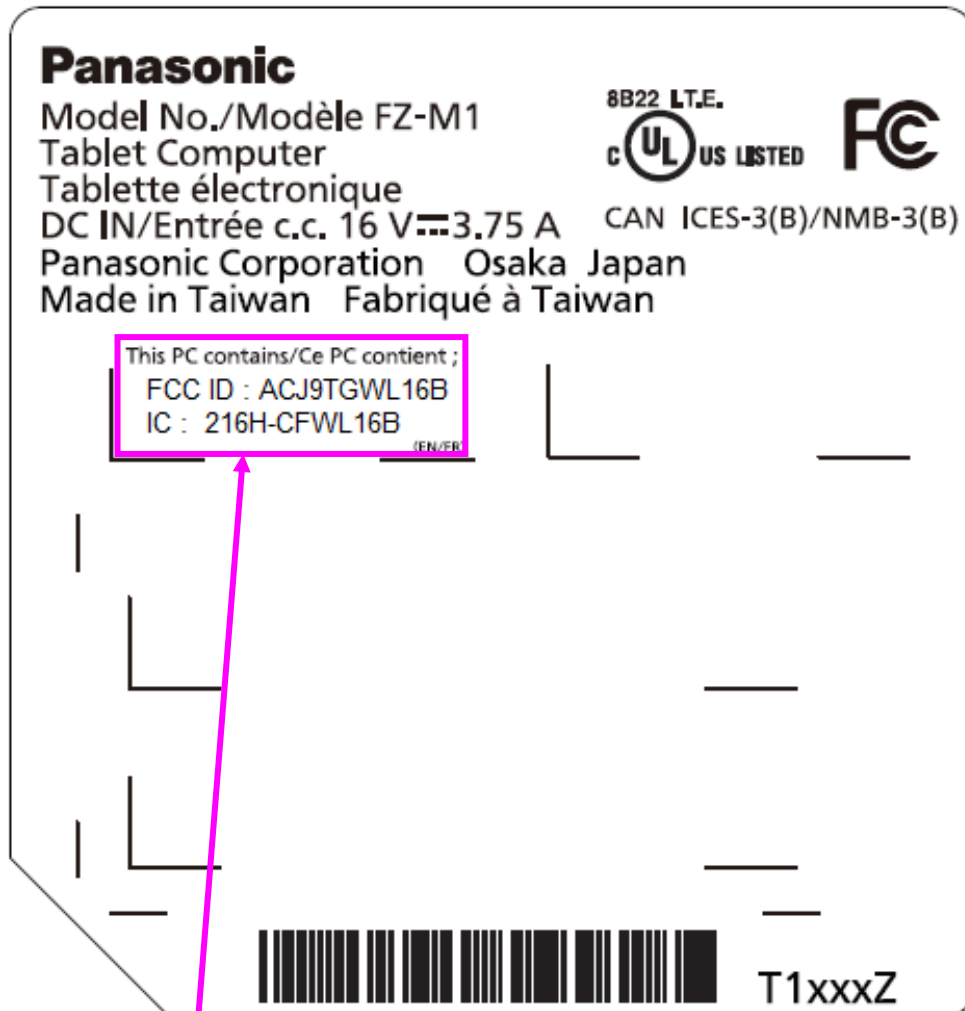 Panasonic
Model No./Modèle FZ-M1
Tablet Computer
Tablette électronique
DC IN/Entrée c.c. 16 V⎓3.75 A
Panasonic Corporation Osaka Japan
Made in Taiwan Fabriqué à Taiwan
8B22 I.T.E.
C UL US LISTED
FC
CAN ICES-3(B)/NMB-3(B)
This PC contains/Ce PC contient ;
FCC ID : ACJ9TGWL16B
IC : 216H-CFWL16B
(EN/FR)
T1xxxZ